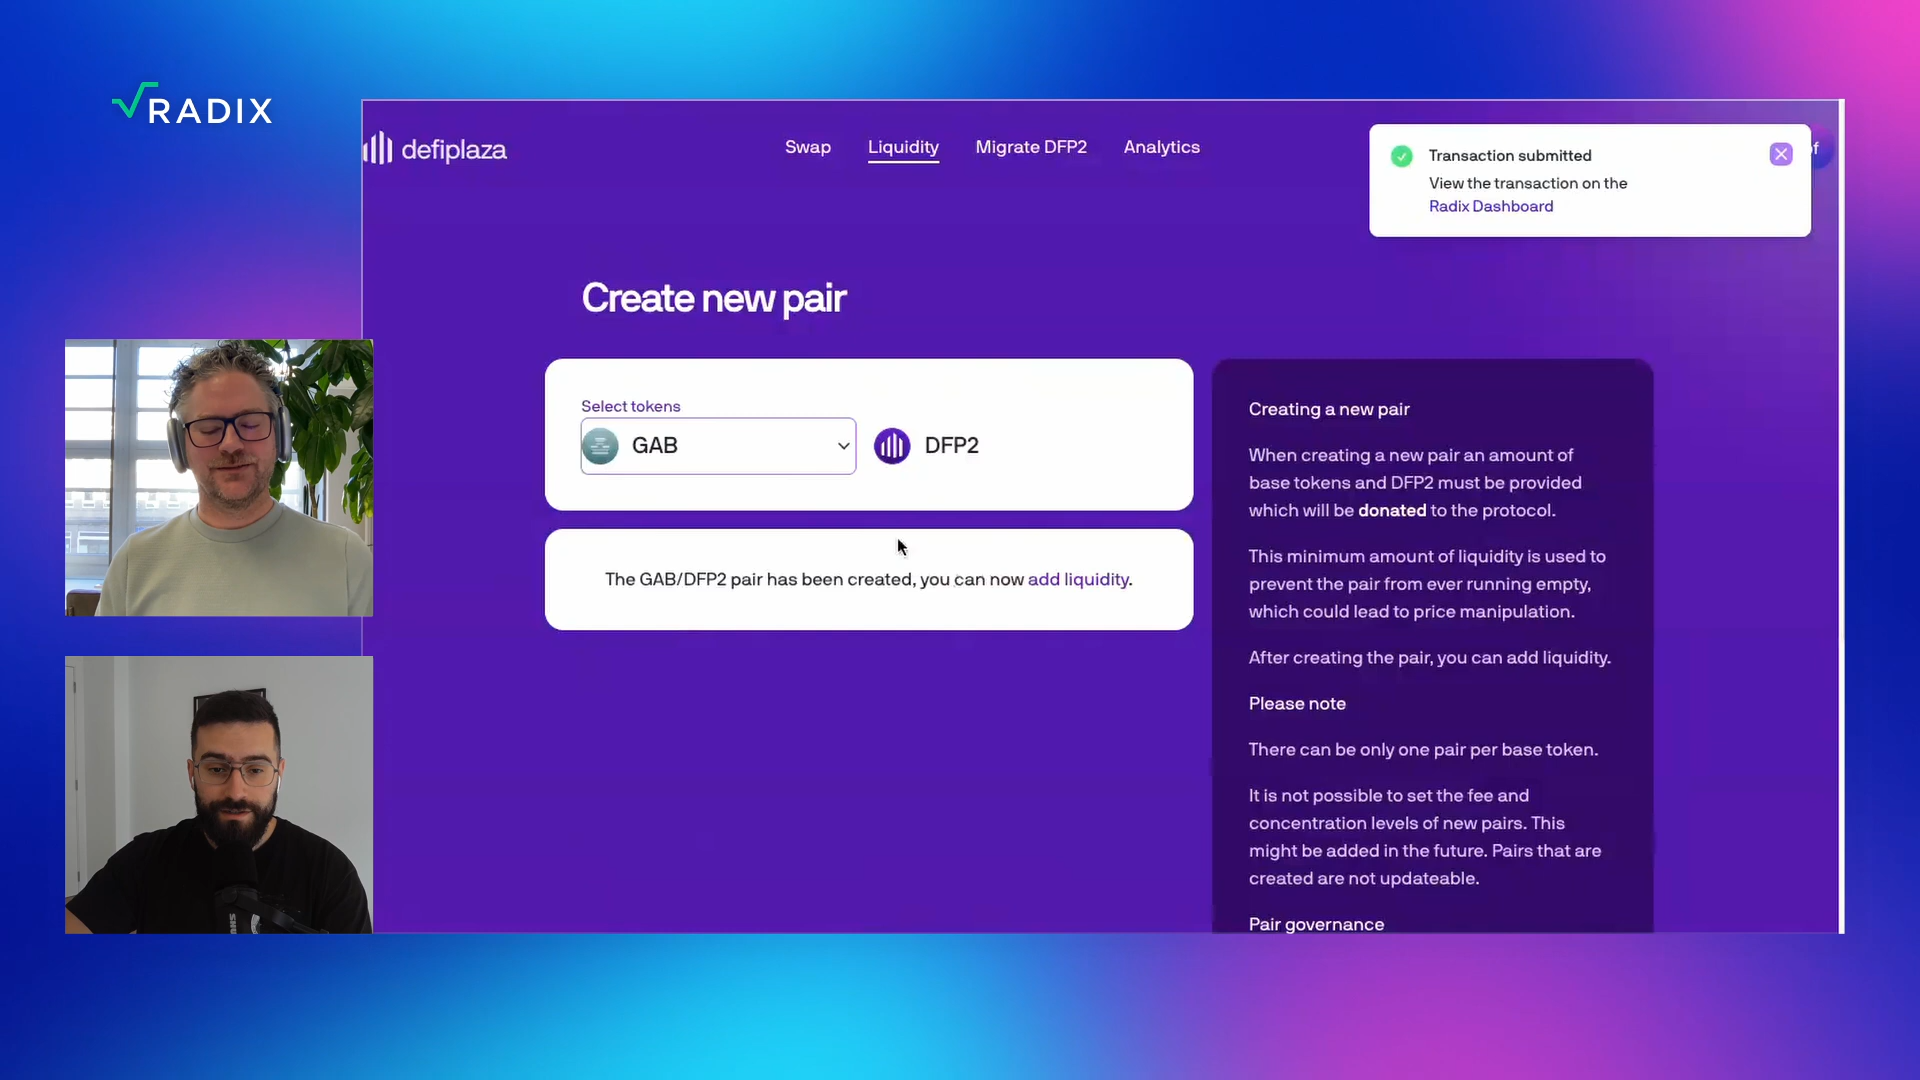 RADIX
defiplaza
Swap
Liquidity
Migrate DFP2
Analytics
Transaction submitted
View the transaction on the
Radix Dashboard
of
Create new pair
Select tokens
GAB
DFP2
The GAB/DFP2 pair has been created, you can now add liquidity.
Creating a new pair
When creating a new pair an amount of
base tokens and DFP2 must be provided
which will be donated to the protocol.
This minimum amount of liquidity is used to
prevent the pair from ever running empty,
which could lead to price manipulation.
After creating the pair, you can add liquidity.
Please note
There can be only one pair per base token.
It is not possible to set the fee and
concentration levels of new pairs. This
might be added in the future. Pairs that are
created are not updateable.
Pair governance